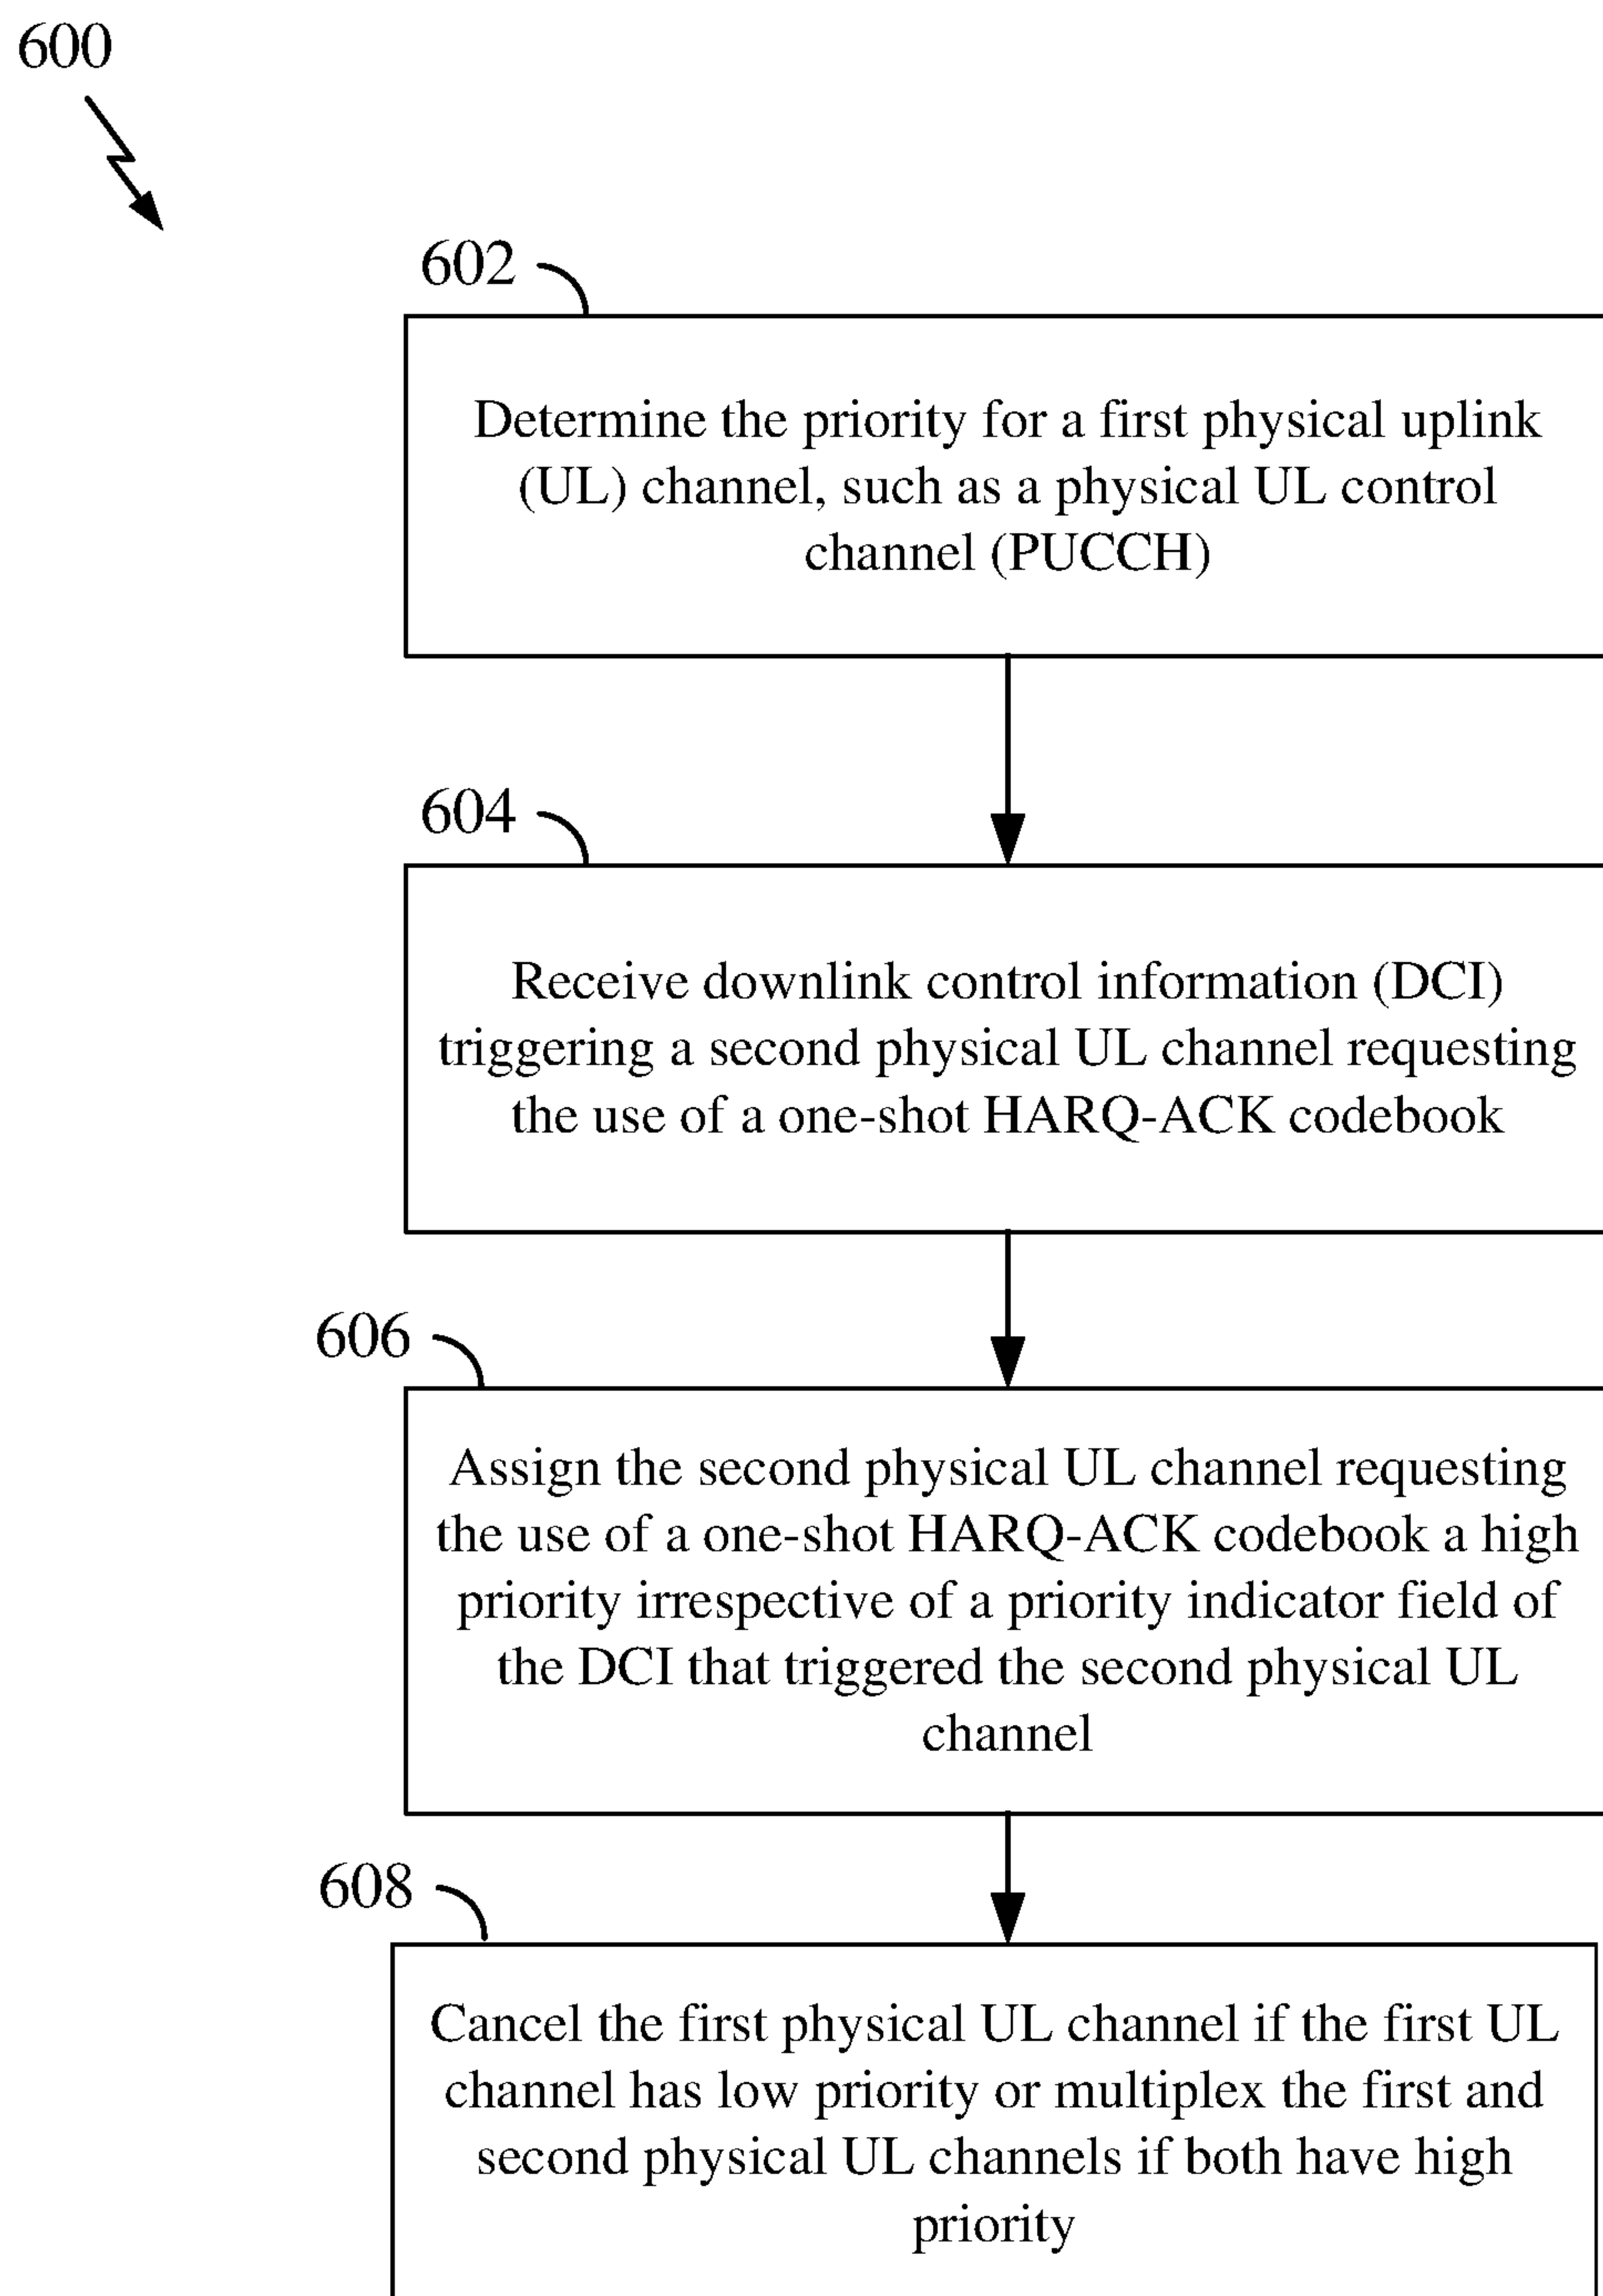 600
602
Determine the priority for a first physical uplink
(UL) channel, such as a physical UL control
channel (PUCCH)
604
Receive downlink control information (DCI)
triggering a second physical UL channel requesting
the use of a one-shot HARQ-ACK codebook
606
Assign the second physical UL channel requesting
the use of a one-shot HARQ-ACK codebook a high
priority irrespective of a priority indicator field of
the DCI that triggered the second physical UL
channel
608
Cancel the first physical UL channel if the first UL
channel has low priority or multiplex the first and
second physical UL channels if both have high
priority